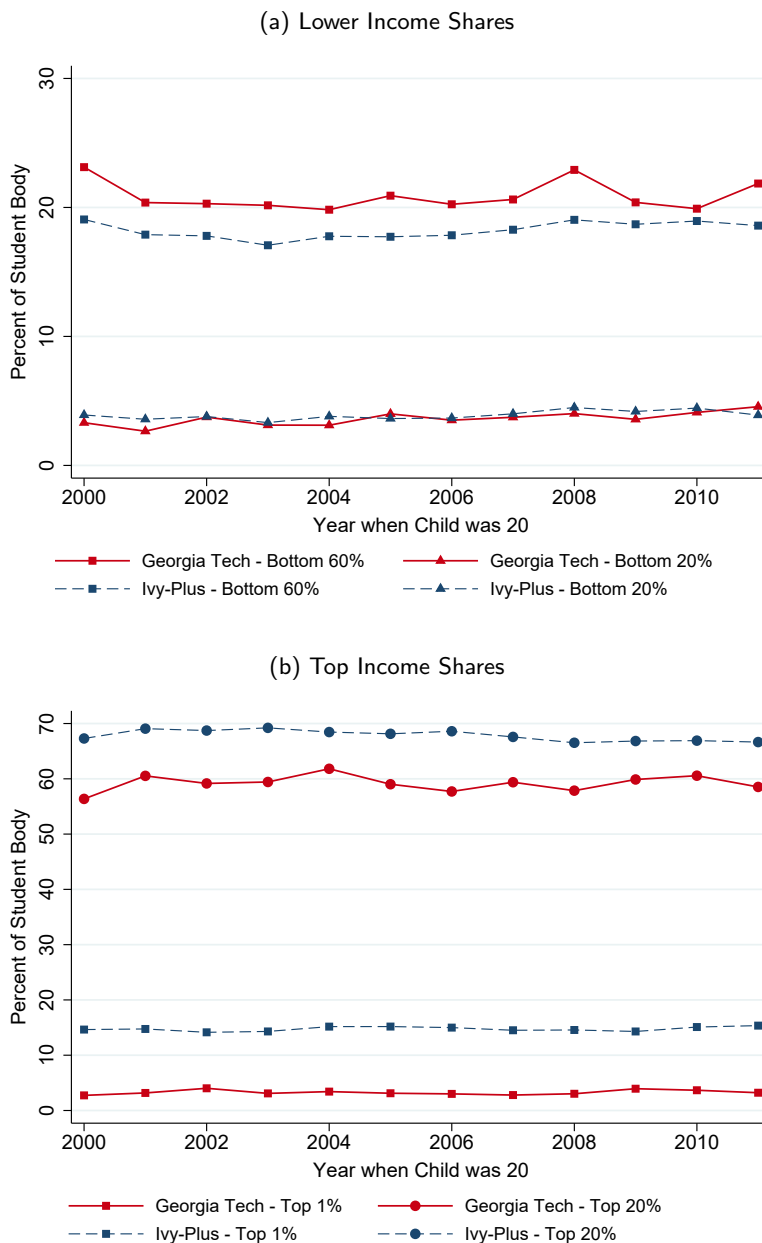 (a) Lower Income Shares
30
20
10
0
Percent of Student Body
2000 2002 2004 2006 2008 2010
Year when Child was 20
Georgia Tech - Bottom 60% Georgia Tech - Bottom 20%
Ivy-Plus - Bottom 60% Ivy-Plus - Bottom 20%
(b) Top Income Shares
70
60
50
40
30
20
10
0
Percent of Student Body
2000 2002 2004 2006 2008 2010
Year when Child was 20
Georgia Tech - Top 1% Georgia Tech - Top 20%
Ivy-Plus - Top 1% Ivy-Plus - Top 20%